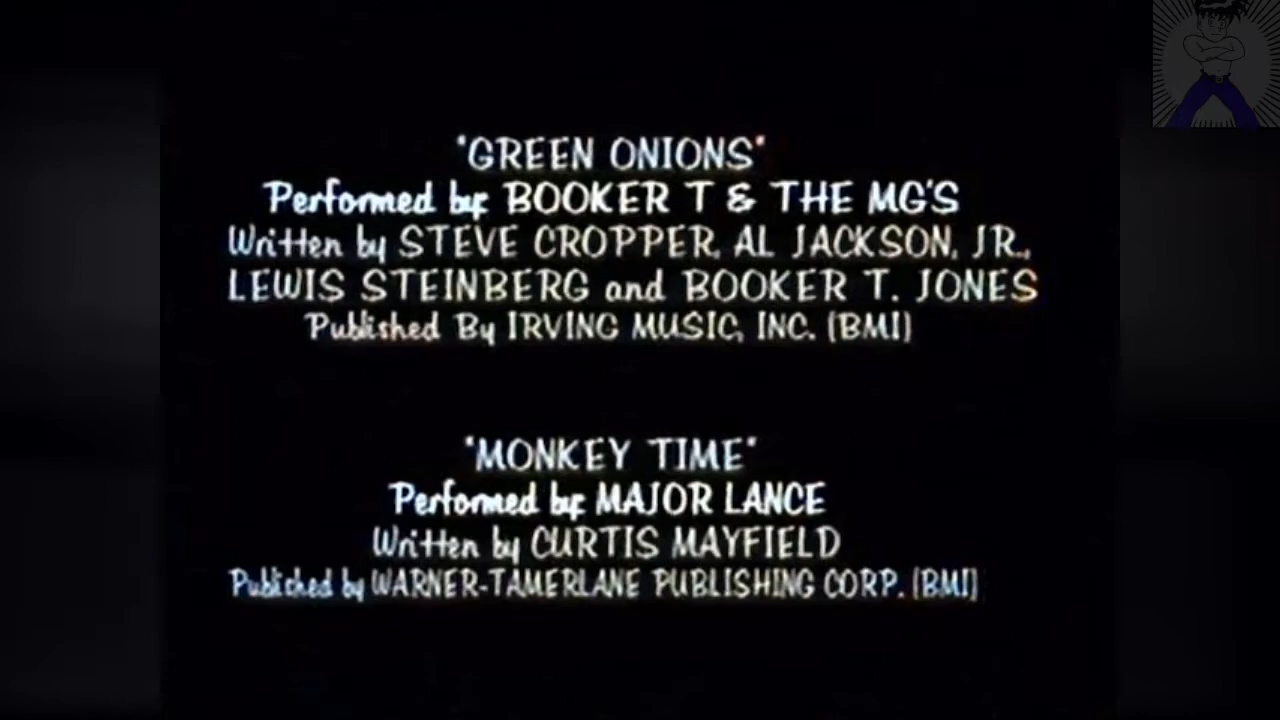 "GREEN ONIONS"
Performed by: BOOKER T & THE MG'S
Written by STEVE CROPPER, AL JACKSON, JR.,
LEWIS STEINBERG and BOOKER T. JONES
Published By IRVING MUSIC, INC. (BMI)
"MONKEY TIME"
Performed by: MAJOR LANCE
Written by CURTIS MAYFIELD
Published by WARNER-TAMERLANE PUBLISHING CORP. (BMI)